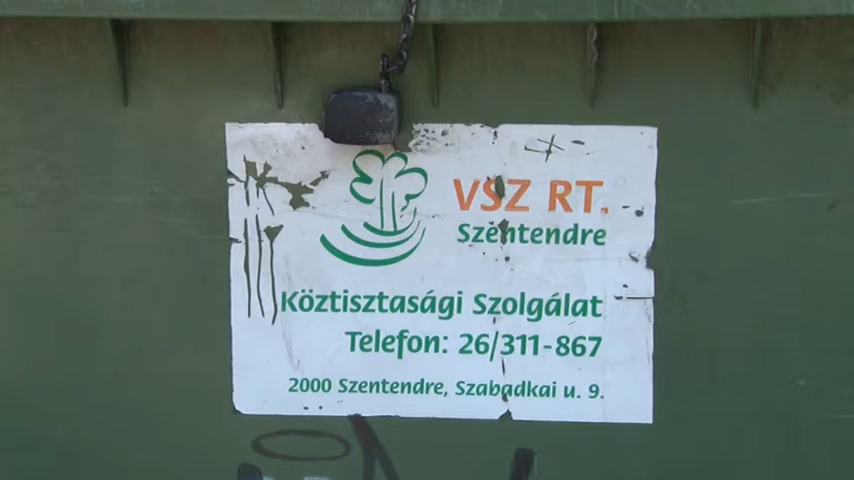 VSZ RT.
Szentendre
Köztisztasági Szolgálat
Telefon: 26/311-867
2000 Szentendre, Szabadkai u. 9.